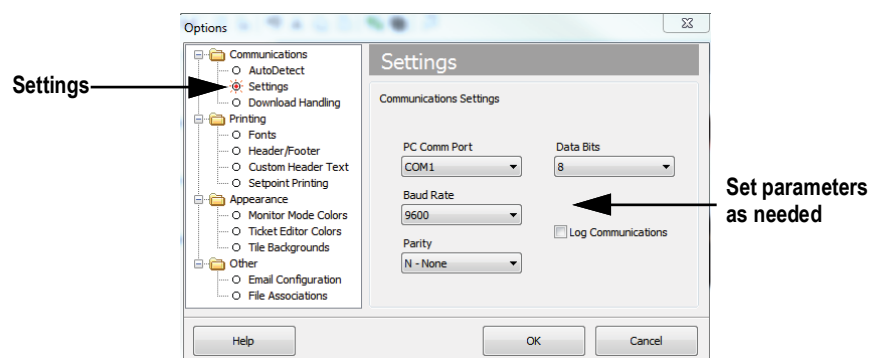 Options
Communications
AutoDetect
Settings
Download Handling
Printing
Fonts
Header/Footer
Custom Header Text
Setpoint Printing
Appearance
Monitor Mode Colors
Ticket Editor Colors
Tile Backgrounds
Other
Email Configuration
File Associations
Settings
Settings
Communications Settings
PC Comm Port
COM1
Baud Rate
9600
Parity
N - None
Data Bits
8
Log Communications
Set parameters
as needed
Help
OK
Cancel